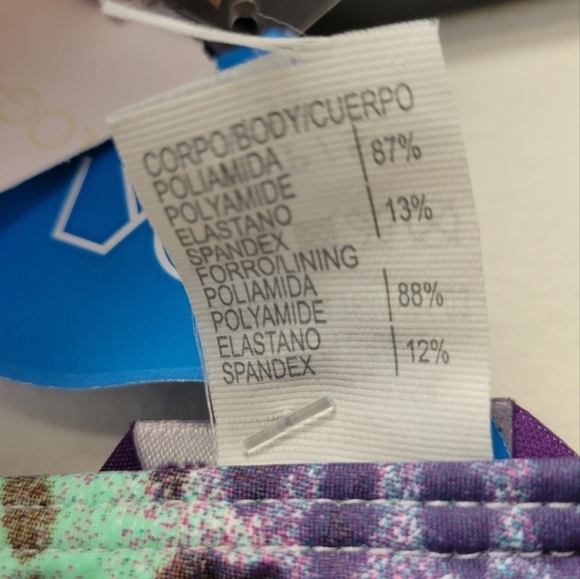 CORPO/BODY/CUERPO
POLIAMIDA
POLYAMIDE
87%
ELASTANO
SPANDEX
13%
FORRO/LINING
POLIAMIDA
POLYAMIDE
88%
ELASTANO
SPANDEX
12%